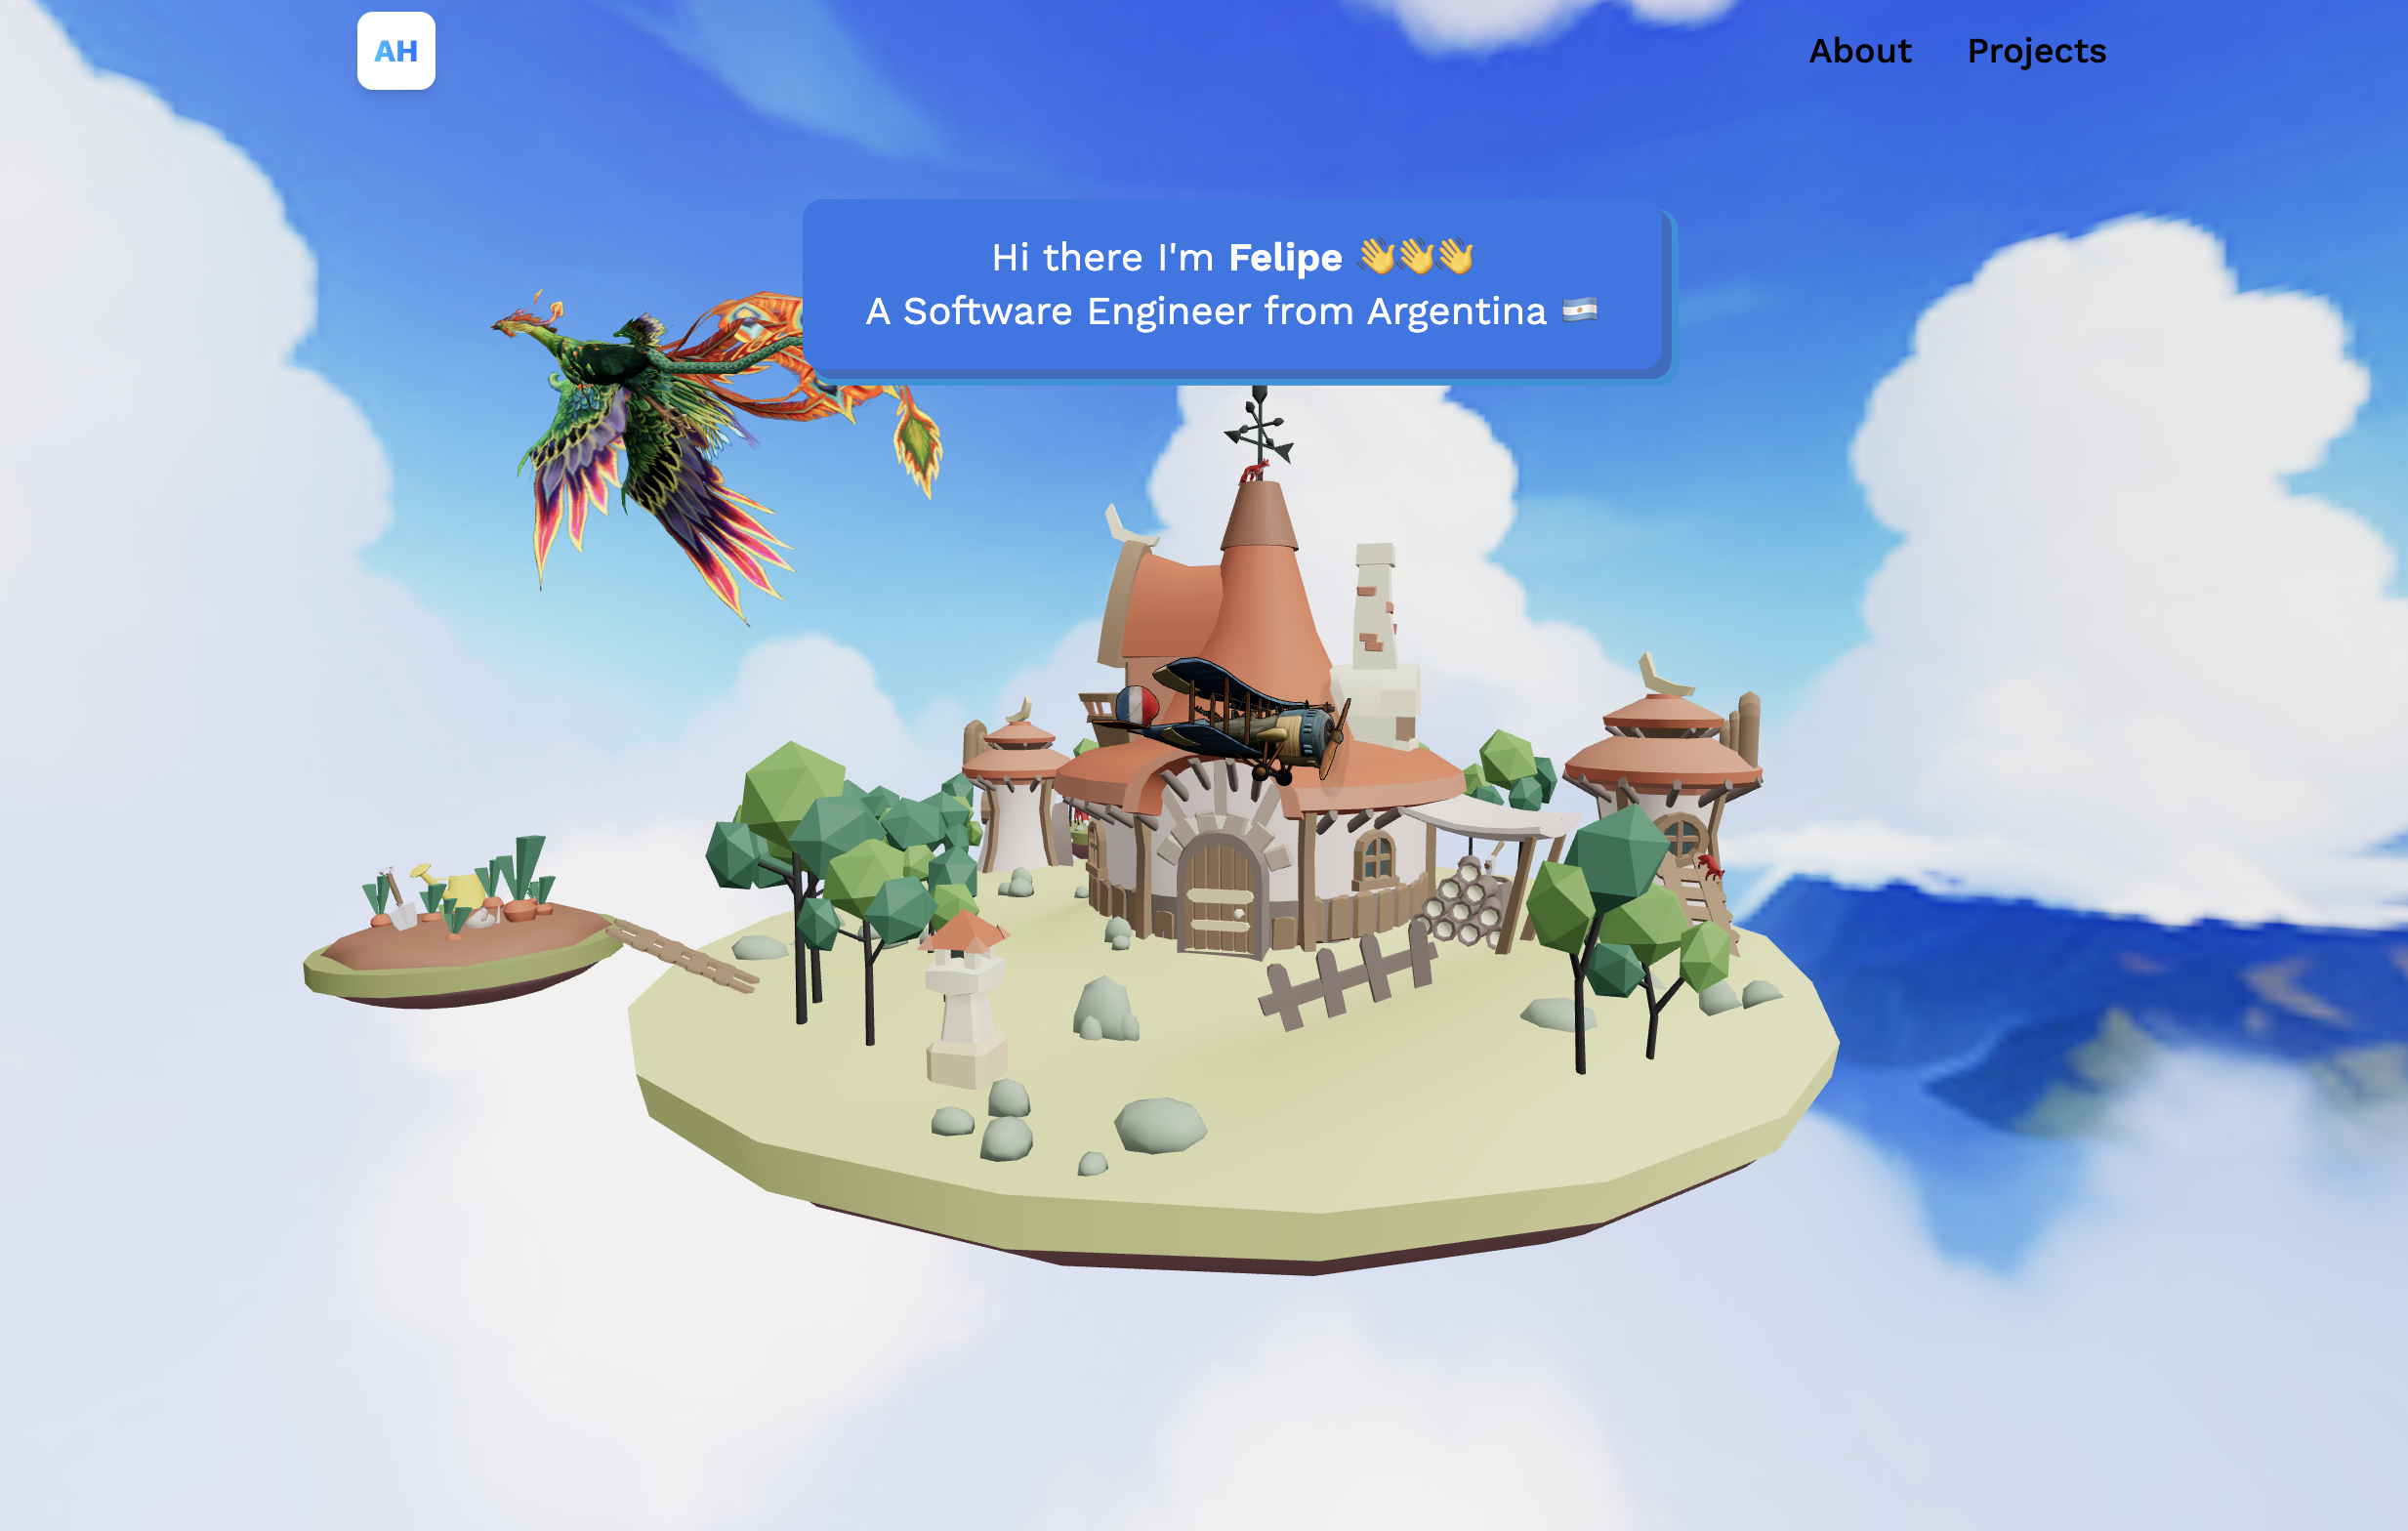 AH
About
Projects
Hi there I'm Felipe 👋👋👋
A Software Engineer from Argentina 🇦🇷